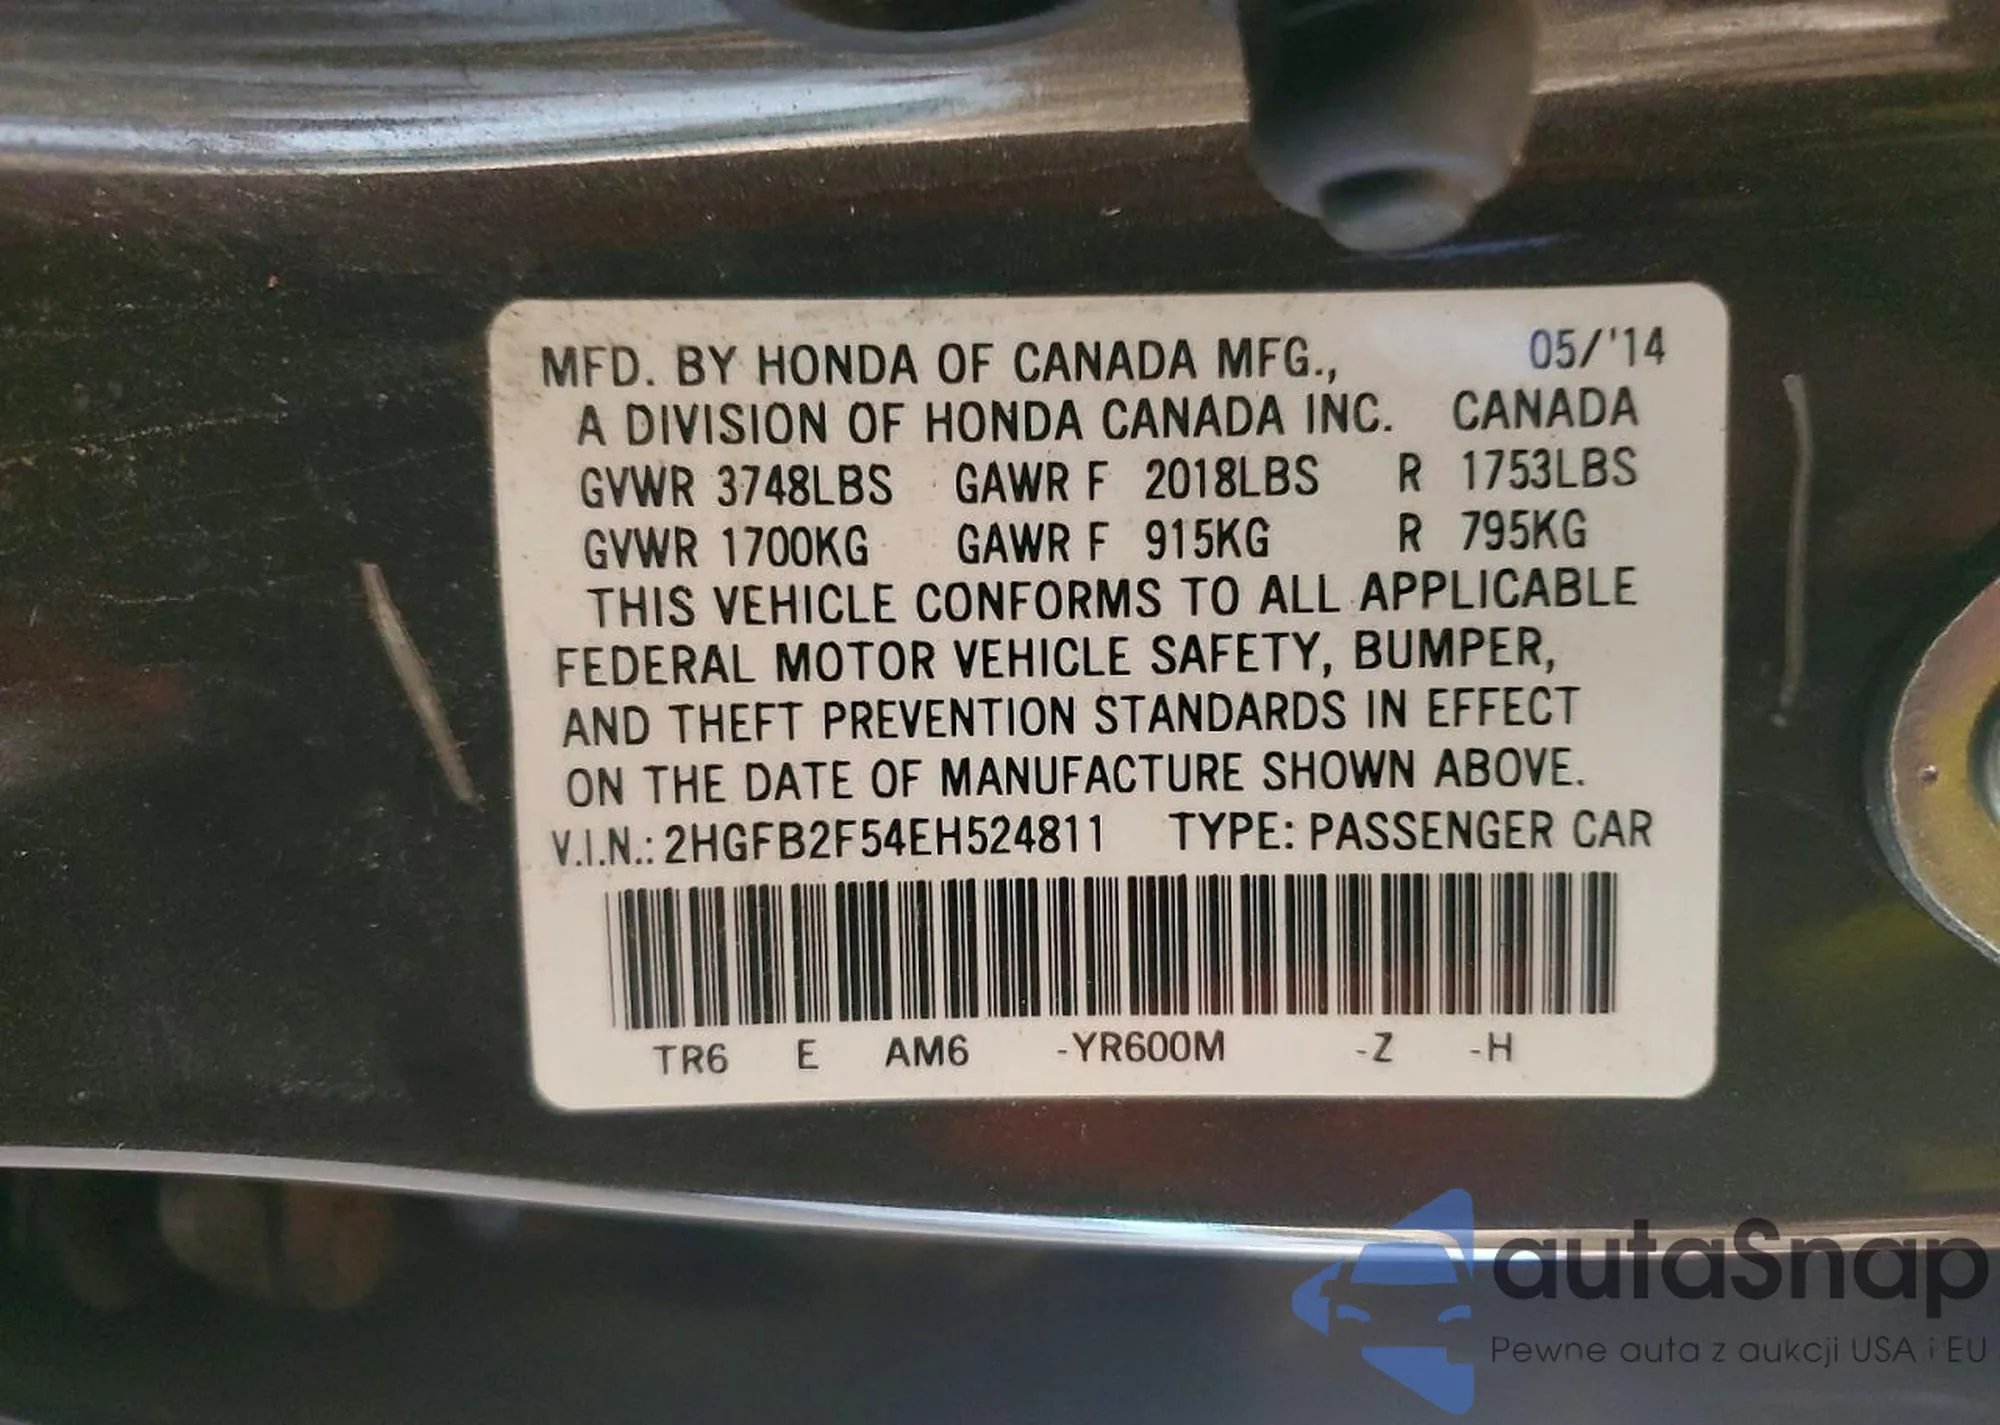 MFD. BY HONDA OF CANADA MFG., 05/'14
A DIVISION OF HONDA CANADA INC. CANADA
GVWR 3748LBS GAWR F 2018LBS R 1753LBS
GVWR 1700KG GAWR F 915KG R 795KG
THIS VEHICLE CONFORMS TO ALL APPLICABLE
FEDERAL MOTOR VEHICLE SAFETY, BUMPER,
AND THEFT PREVENTION STANDARDS IN EFFECT
ON THE DATE OF MANUFACTURE SHOWN ABOVE.
V.I.N.: 2HGFB2F54EH524811 TYPE: PASSENGER CAR
TR6 E AM6 -YR600M -Z -H
autaSnap
Pewne auta z aukcji USA i EU